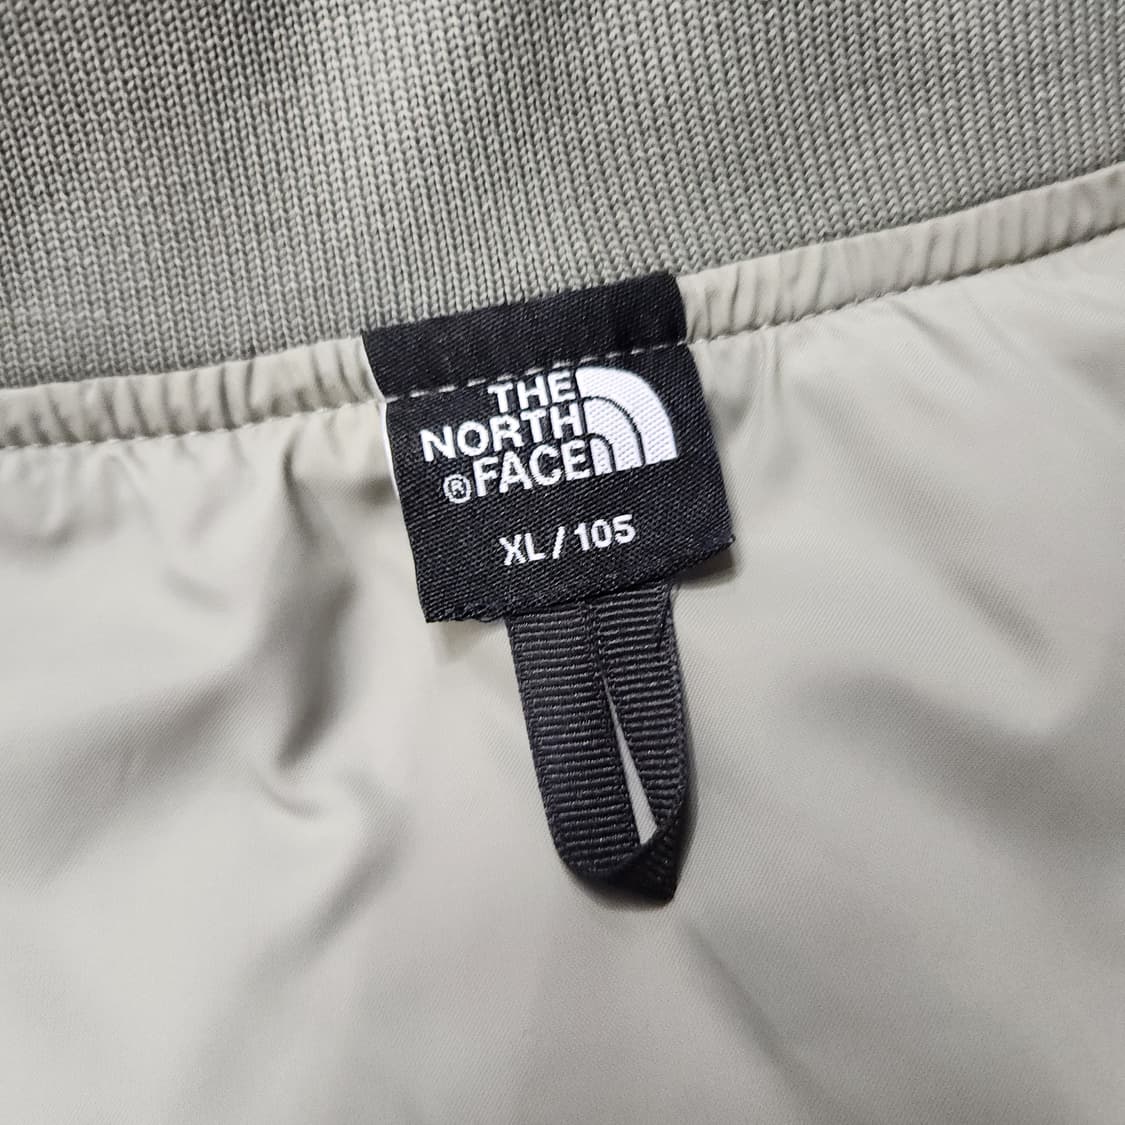 THE
NORTH
®FACE
XL / 105